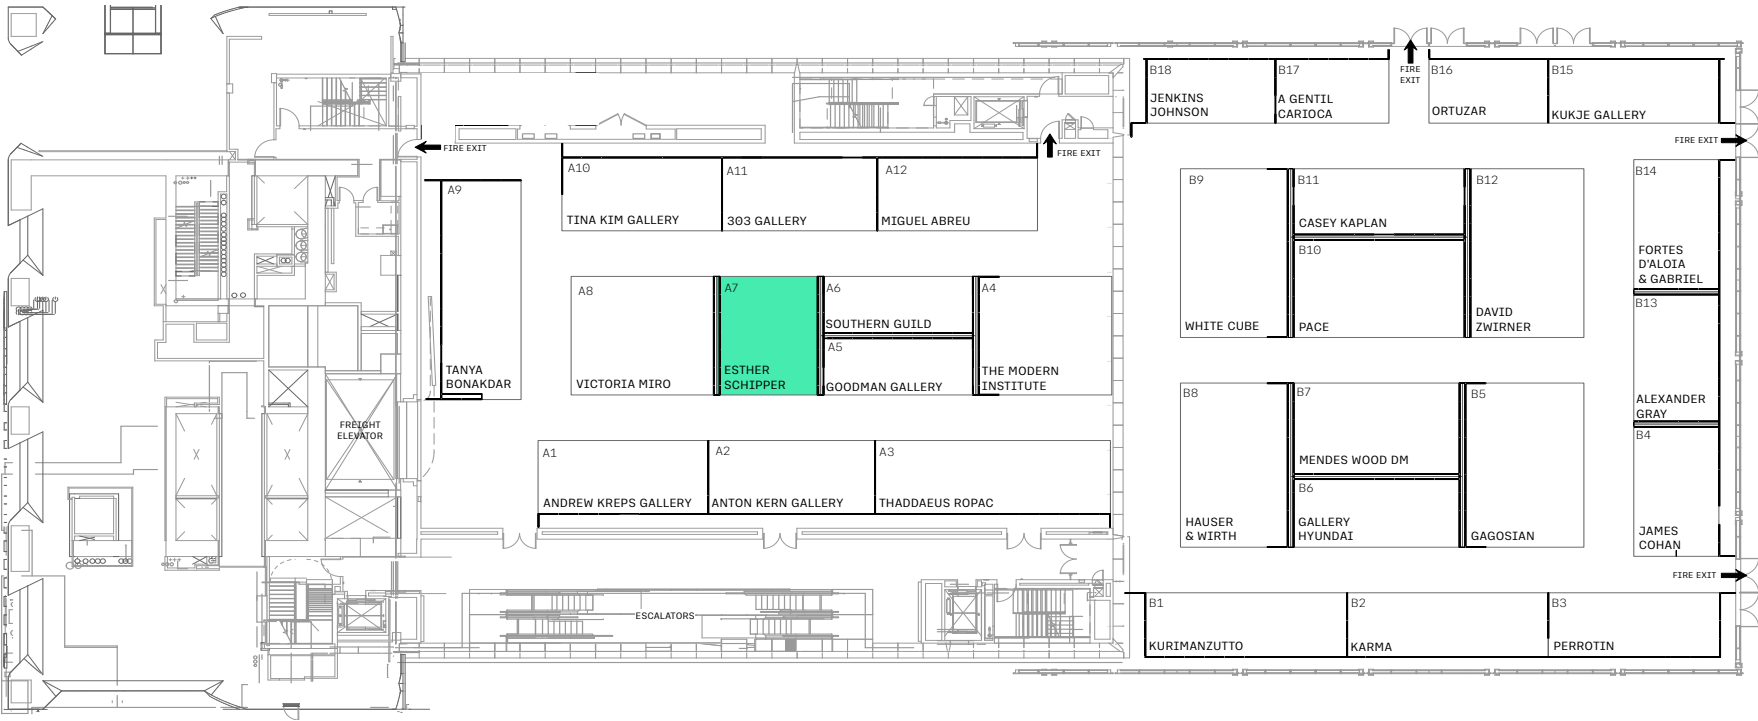 FIRE EXIT
A9
TANYA
BONAKDAR
A10
TINA KIM GALLERY
A11
303 GALLERY
A12
MIGUEL ABREU
FIRE EXIT
A8
VICTORIA MIRO
A7
ESTHER
SCHIPPER
A6
SOUTHERN GUILD
A5
GOODMAN GALLERY
A4
THE MODERN
INSTITUTE
FREIGHT
ELEVATOR
A1
ANDREW KREPS GALLERY
A2
ANTON KERN GALLERY
A3
THADDAEUS ROPAC
ESCALATORS
B18
JENKINS
JOHNSON
B17
A GENTIL
CARIOCA
FIRE
EXIT
B16
ORTUZAR
B15
KUKJE GALLERY
FIRE EXIT
B9
WHITE CUBE
B11
CASEY KAPLAN
B10
PACE
B12
DAVID
ZWIRNER
B14
FORTES
D'ALOIA
& GABRIEL
B13
ALEXANDER
GRAY
B8
HAUSER
& WIRTH
B7
MENDES WOOD DM
B6
GALLERY
HYUNDAI
B5
GAGOSIAN
B4
JAMES
COHAN
FIRE EXIT
B1
KURIMANZUTTO
B2
KARMA
B3
PERROTIN